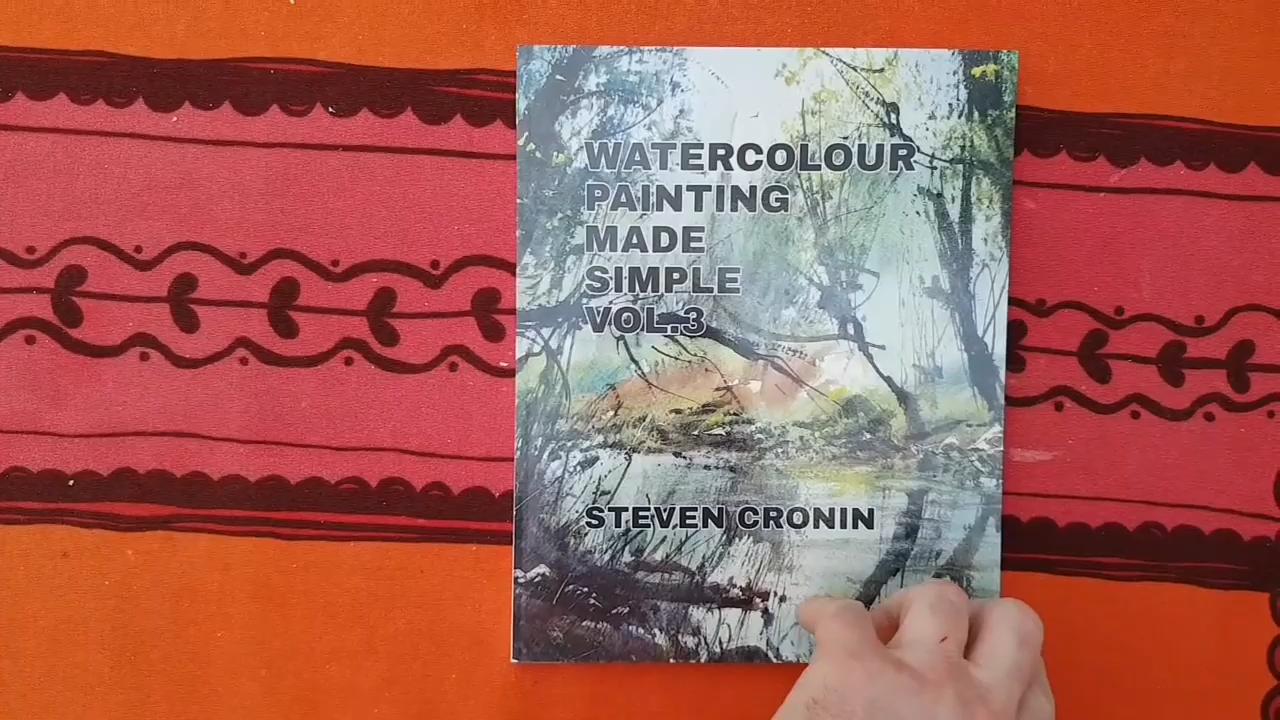 WATERCOLOUR
PAINTING
MADE
SIMPLE
VOL.3
STEVEN CRONIN